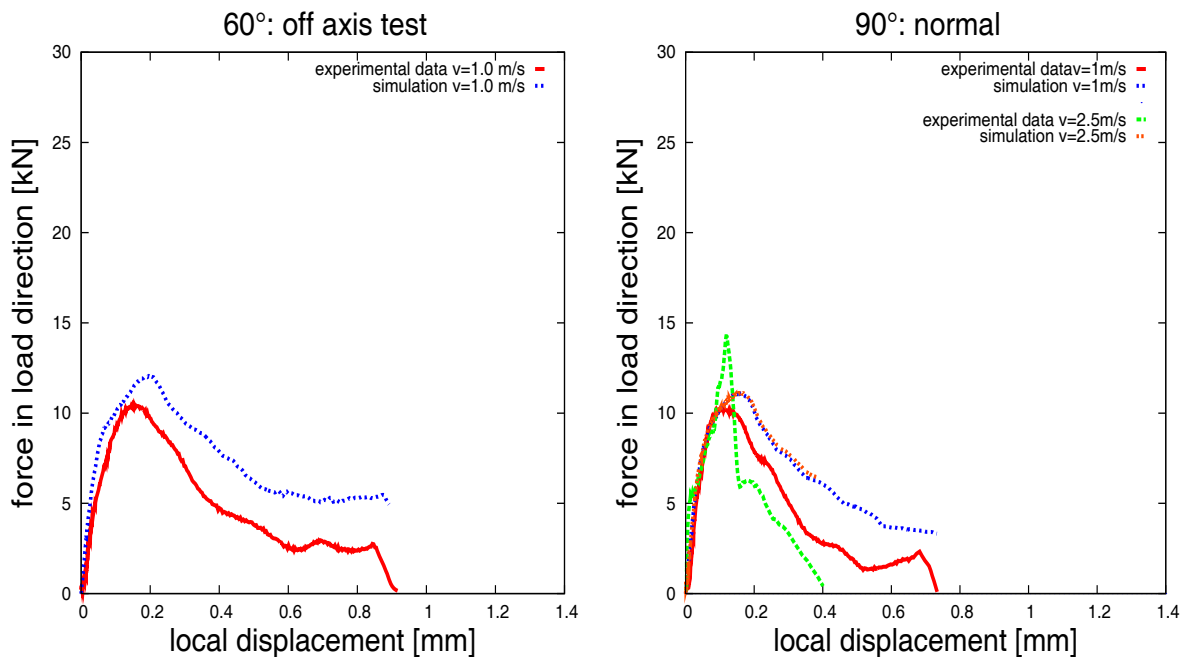 60°: off axis test
30
25
20
15
10
5
0
0
0.2
0.4
0.6
0.8
1
1.2
1.4
force in load direction [kN]
local displacement [mm]
experimental data v=1.0 m/s
simulation v=1.0 m/s
90°: normal
30
25
20
15
10
5
0
0
0.2
0.4
0.6
0.8
1
1.2
1.4
force in load direction [kN]
local displacement [mm]
experimental datav=1m/s
simulation v=1m/s
experimental data v=2.5m/s
simulation v=2.5m/s